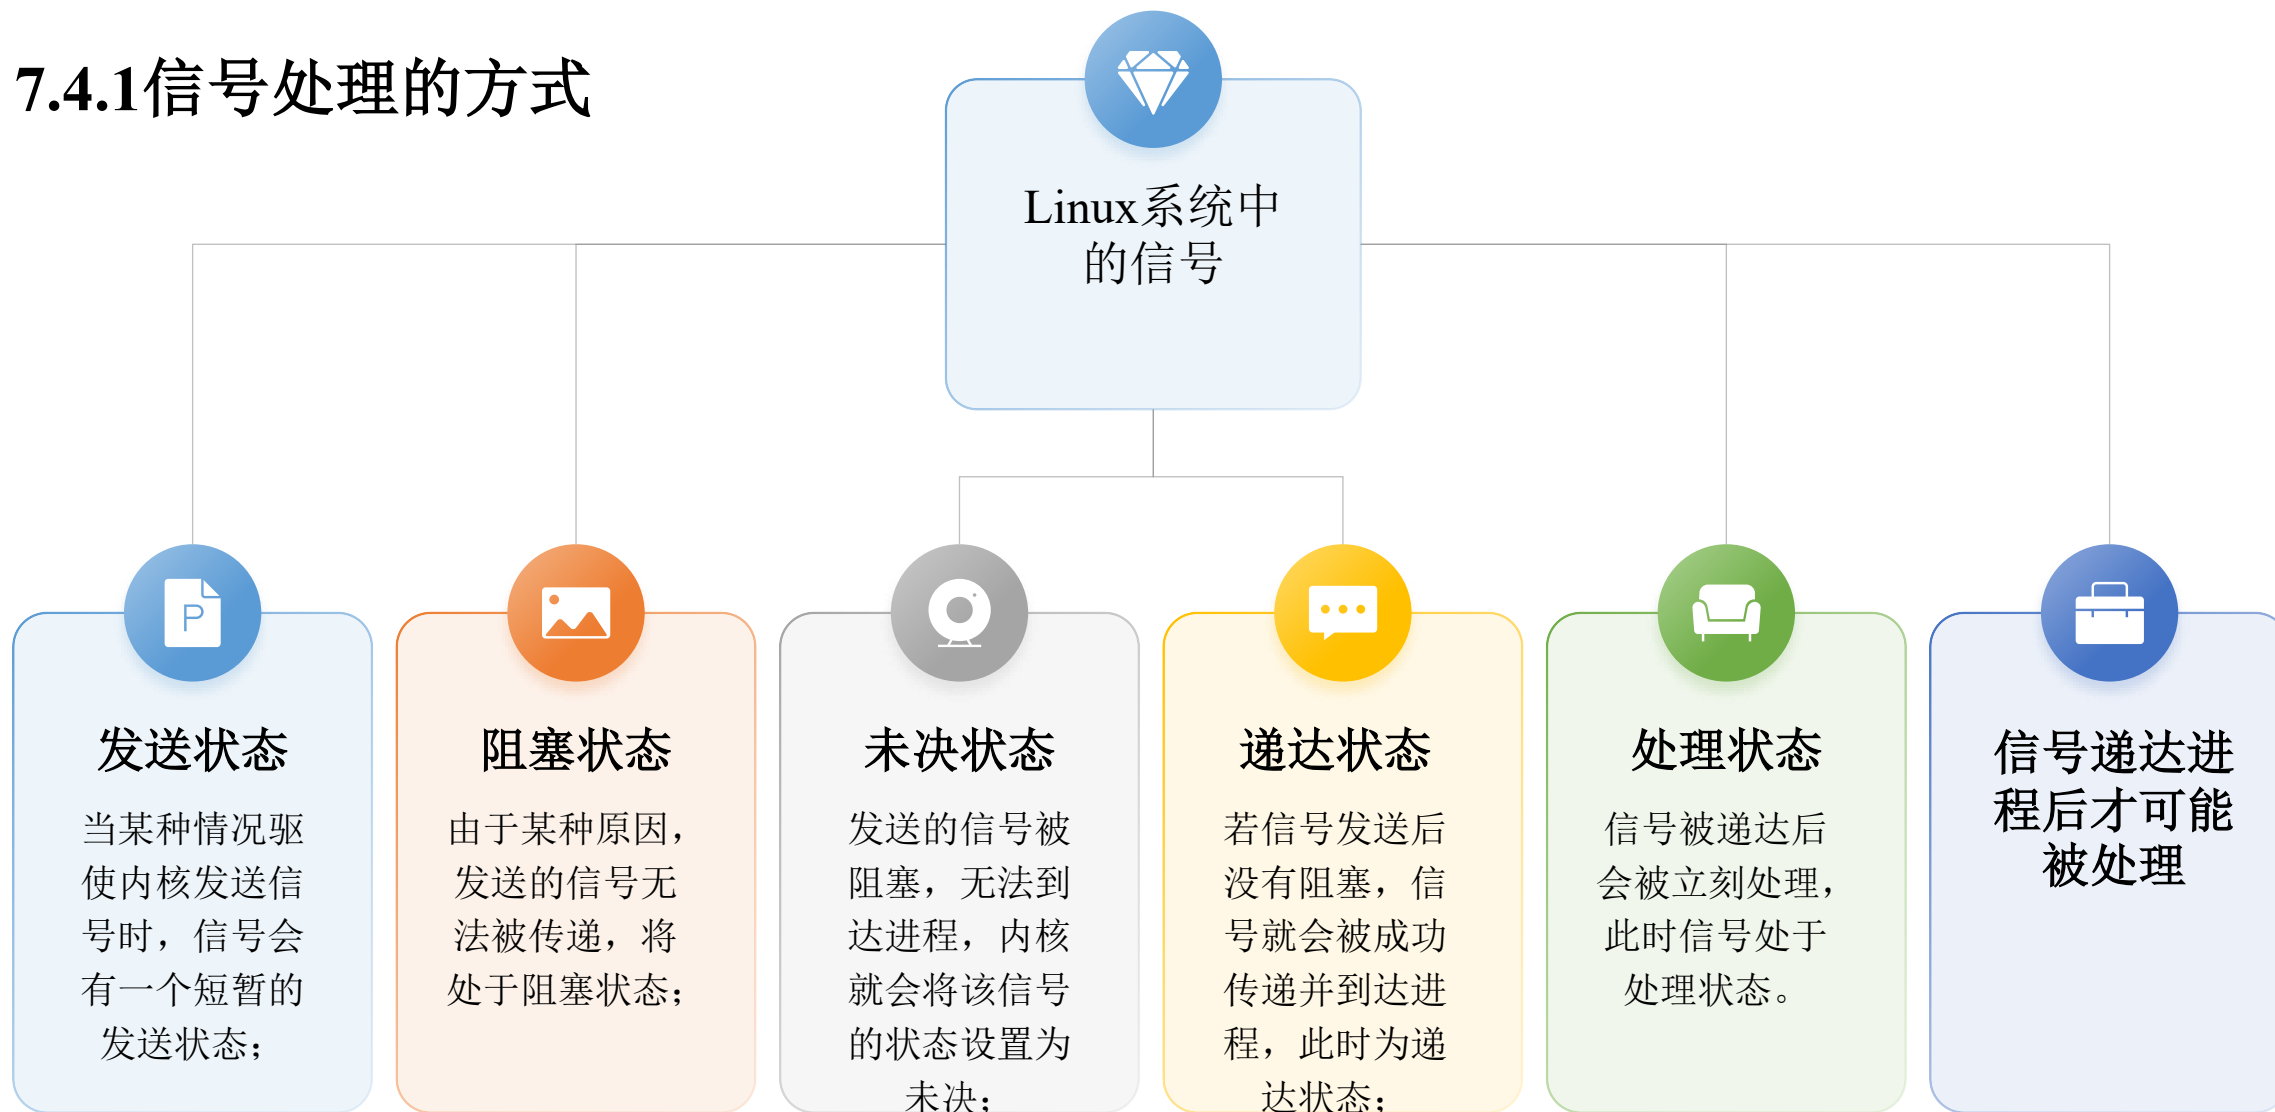 7.4.1信号处理的方式
Linux系统中
的信号
发送状态
当某种情况驱
使内核发送信
号时，信号会
有一个短暂的
发送状态；
阻塞状态
由于某种原因，
发送的信号无
法被传递，将
处于阻塞状态；
未决状态
发送的信号被
阻塞，无法到
达进程，内核
就会将该信号
的状态设置为
未决；
递达状态
若信号发送后
没有阻塞，信
号就会被成功
传递并到达进
程，此时为递
达状态；
处理状态
信号被递达后
会被立刻处理，
此时信号处于
处理状态。
信号递达进
程后才可能
被处理